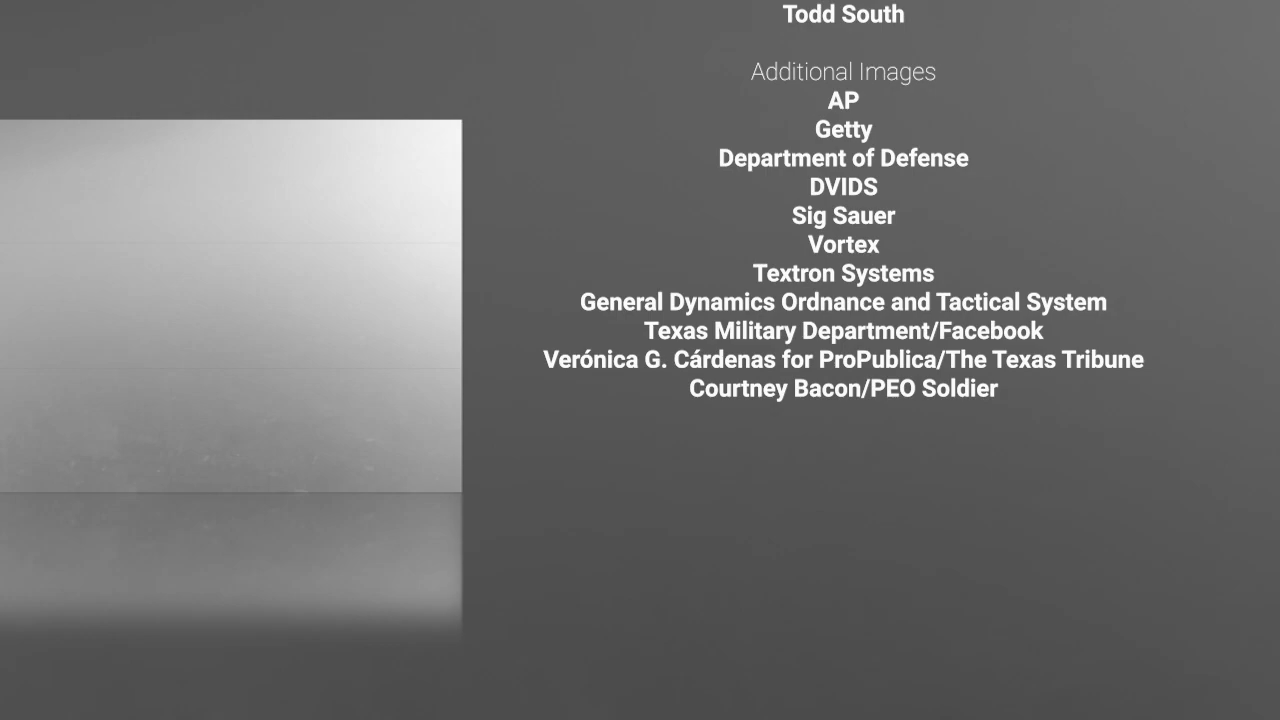 Todd South
Additional Images
AP
Getty
Department of Defense
DVIDS
Sig Sauer
Vortex
Textron Systems
General Dynamics Ordnance and Tactical System
Texas Military Department/Facebook
Verónica G. Cárdenas for ProPublica/The Texas Tribune
Courtney Bacon/PEO Soldier